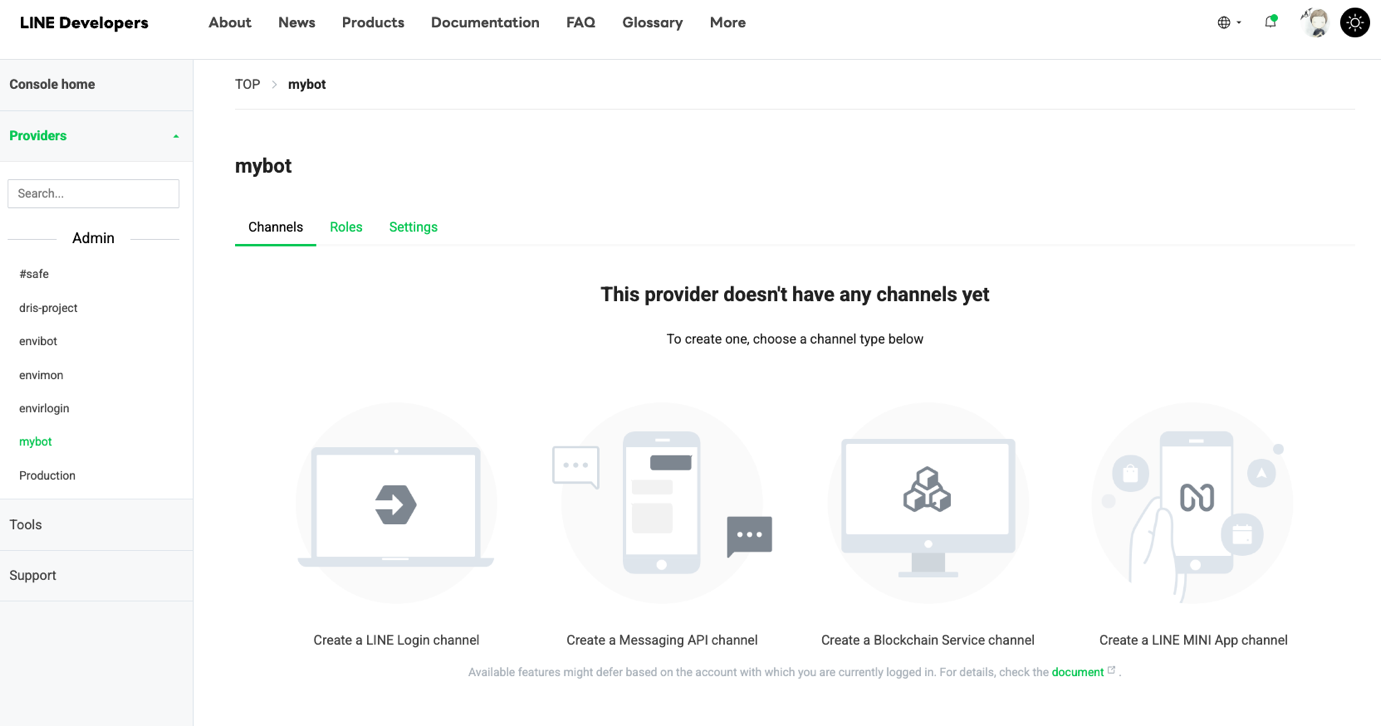 LINE Developers About News Products Documentation FAQ Glossary More
Console home
Providers
Search...
Admin
#safe
dris-project
envibot
envimon
envirlogin
mybot
Production
Tools
Support
TOP > mybot
mybot
Channels Roles Settings
This provider doesn't have any channels yet
To create one, choose a channel type below
Create a LINE Login channel Create a Messaging API channel Create a Blockchain Service channel Create a LINE MINI App channel
Available features might defer based on the account with which you are currently logged in. For details, check the document .